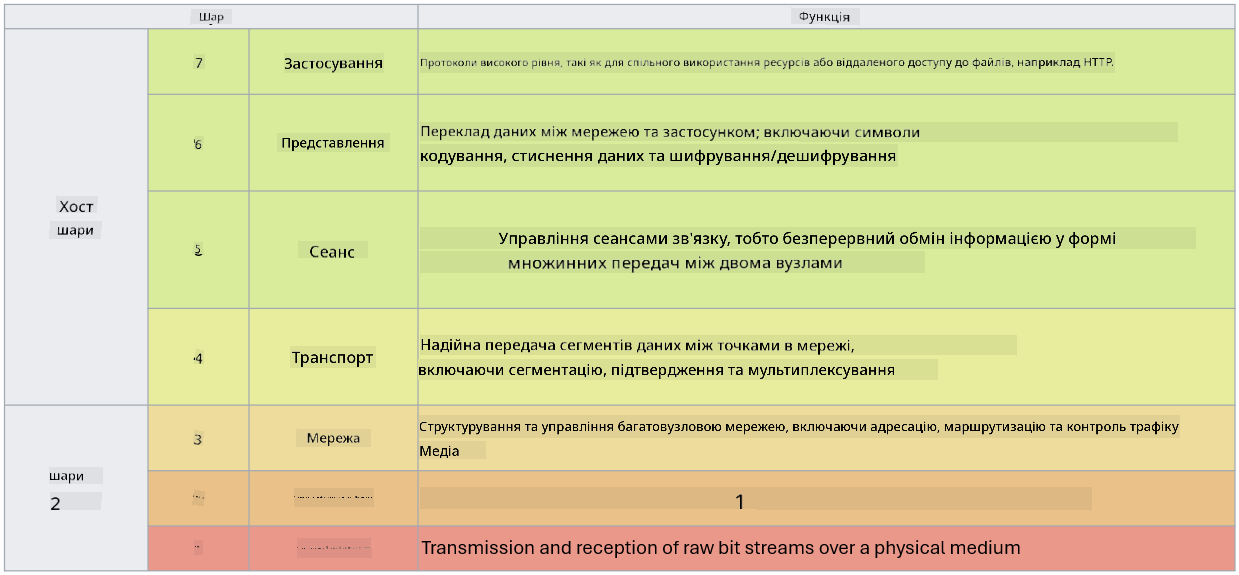 Шар
Функція
7
Застосування
Протоколи високого рівня, такі як для спільного використання ресурсів або віддаленого доступу до файлів, наприклад HTTP.
6
Представлення
Переклад даних між мережею та застосунком; включаючи символи
кодування, стиснення даних та шифрування/дешифрування
Хост
шари
5
Сеанс
Управління сеансами зв'язку, тобто безперервний обмін інформацією у формі
множинних передач між двома вузлами
4
Транспорт
Надійна передача сегментів даних між точками в мережі,
включаючи сегментацію, підтвердження та мультиплексування
3
Мережа
Структурування та управління багатовузловою мережею, включаючи адресацію, маршрутизацію та контроль трафіку
Медіа
шари
2
1
Transmission and reception of raw bit streams over a physical medium